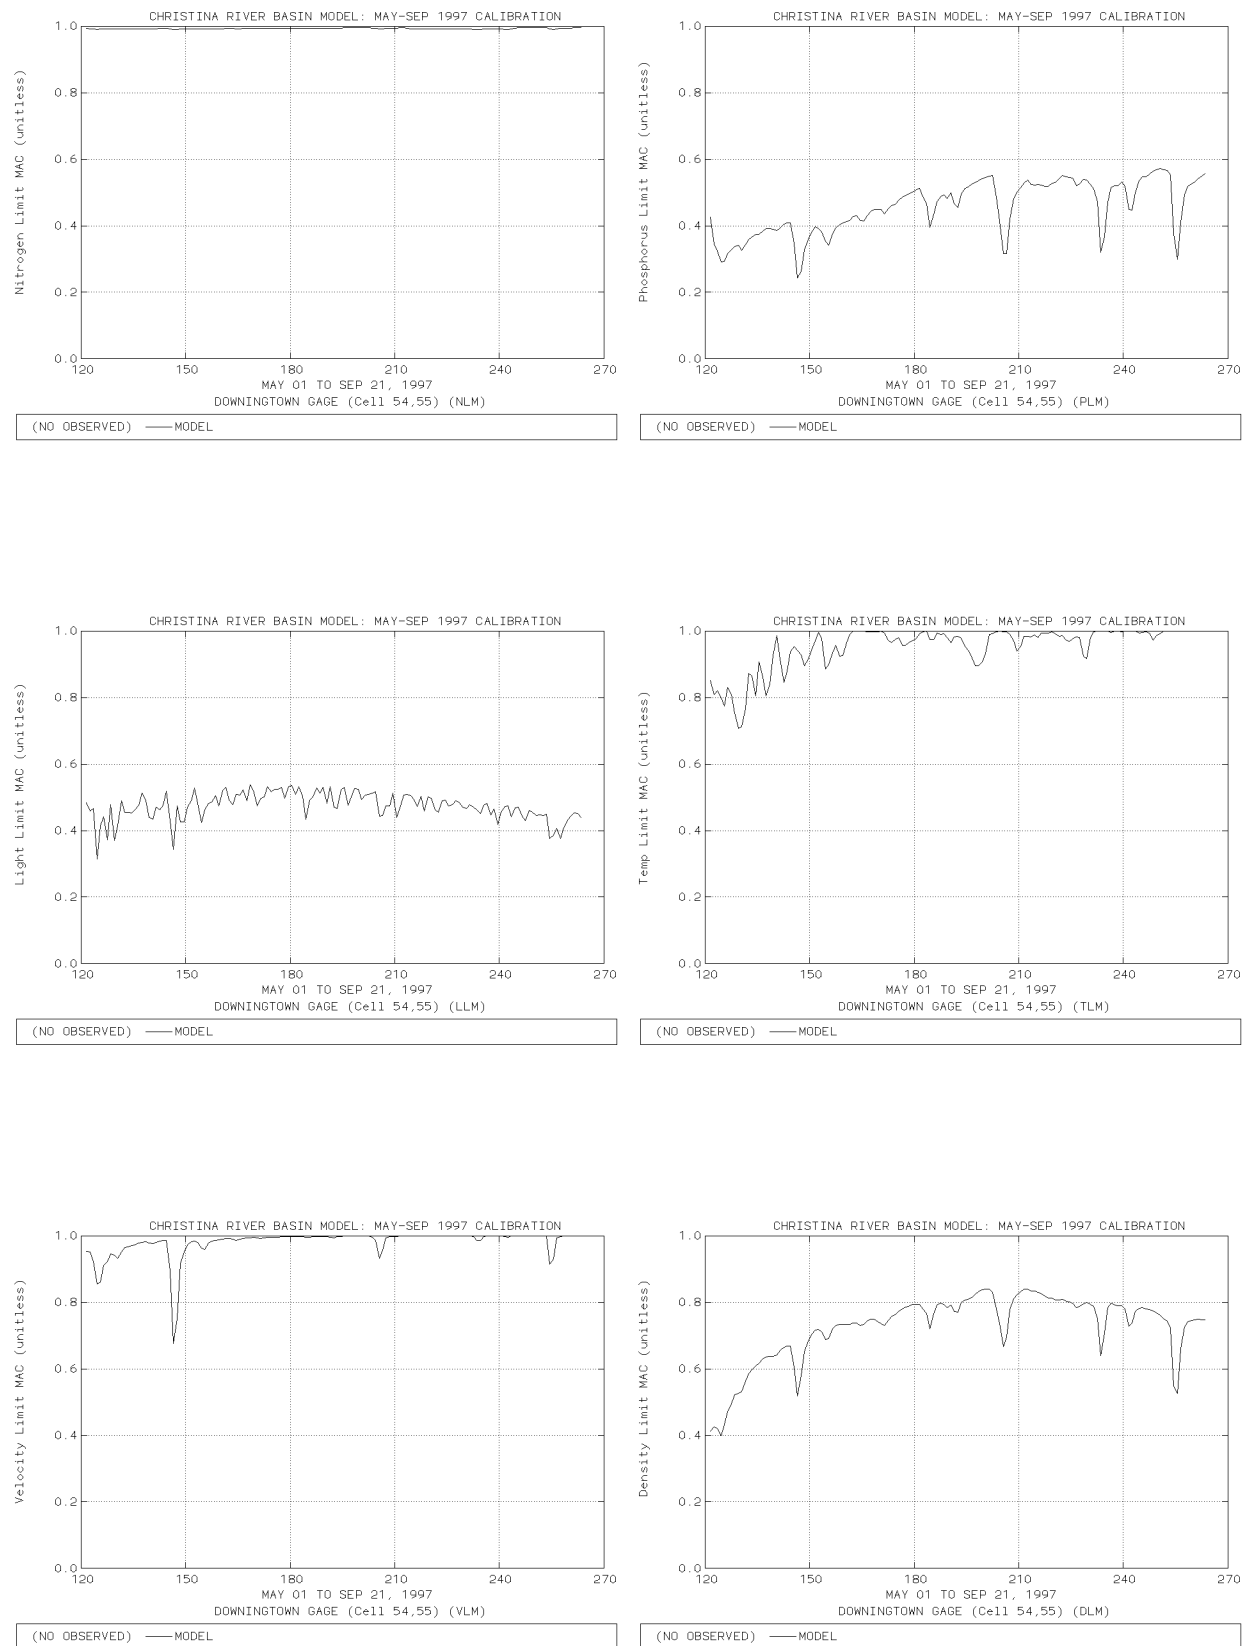 CHRISTINA RIVER BASIN MODEL: MAY-SEP 1997 CALIBRATION
Nitrogen Limit MAC (unitless)
1.0
0.8
0.6
0.4
0.2
0.0
120 150 180 210 240 270
MAY 01 TO SEP 21, 1997
DOWNINGTOWN GAGE (Cell 54,55) (NLM)
(NO OBSERVED) MODEL
CHRISTINA RIVER BASIN MODEL: MAY-SEP 1997 CALIBRATION
Phosphorus Limit MAC (unitless)
1.0
0.8
0.6
0.4
0.2
0.0
120 150 180 210 240 270
MAY 01 TO SEP 21, 1997
DOWNINGTOWN GAGE (Cell 54,55) (PLM)
(NO OBSERVED) MODEL
CHRISTINA RIVER BASIN MODEL: MAY-SEP 1997 CALIBRATION
Light Limit MAC (unitless)
1.0
0.8
0.6
0.4
0.2
0.0
120 150 180 210 240 270
MAY 01 TO SEP 21, 1997
DOWNINGTOWN GAGE (Cell 54,55) (LLM)
(NO OBSERVED) MODEL
CHRISTINA RIVER BASIN MODEL: MAY-SEP 1997 CALIBRATION
Temp Limit MAC (unitless)
1.0
0.8
0.6
0.4
0.2
0.0
120 150 180 210 240 270
MAY 01 TO SEP 21, 1997
DOWNINGTOWN GAGE (Cell 54,55) (TLM)
(NO OBSERVED) MODEL
CHRISTINA RIVER BASIN MODEL: MAY-SEP 1997 CALIBRATION
Velocity Limit MAC (unitless)
1.0
0.8
0.6
0.4
0.2
0.0
120 150 180 210 240 270
MAY 01 TO SEP 21, 1997
DOWNINGTOWN GAGE (Cell 54,55) (VLM)
(NO OBSERVED) MODEL
CHRISTINA RIVER BASIN MODEL: MAY-SEP 1997 CALIBRATION
Density Limit MAC (unitless)
1.0
0.8
0.6
0.4
0.2
0.0
120 150 180 210 240 270
MAY 01 TO SEP 21, 1997
DOWNINGTOWN GAGE (Cell 54,55) (DLM)
(NO OBSERVED) MODEL